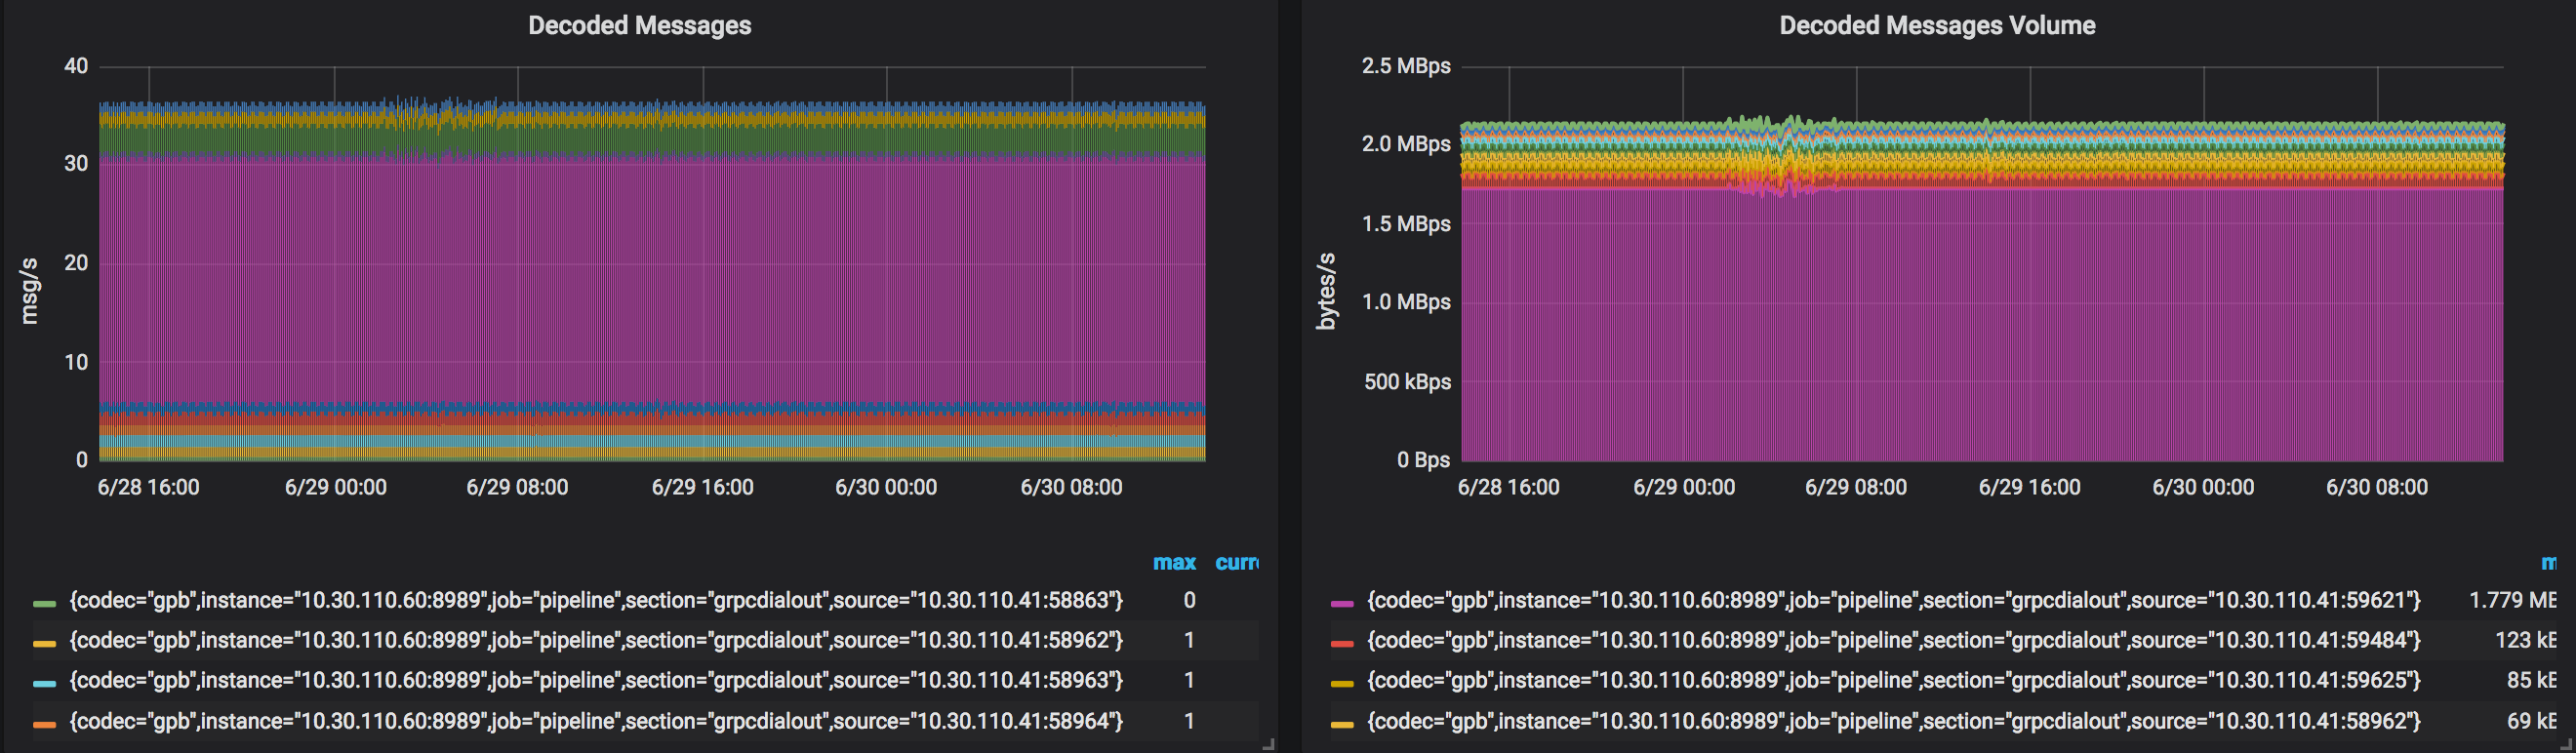 Decoded Messages
40
30
20
10
0
msg/s
6/28 16:00 6/29 00:00 6/29 08:00 6/29 16:00 6/30 00:00 6/30 08:00
max curr
{codec="gpb",instance="10.30.110.60:8989",job="pipeline",section="grpcdialout",source="10.30.110.41:58863"} 0
{codec="gpb",instance="10.30.110.60:8989",job="pipeline",section="grpcdialout",source="10.30.110.41:58962"} 1
{codec="gpb",instance="10.30.110.60:8989",job="pipeline",section="grpcdialout",source="10.30.110.41:58963"} 1
{codec="gpb",instance="10.30.110.60:8989",job="pipeline",section="grpcdialout",source="10.30.110.41:58964"} 1
Decoded Messages Volume
2.5 MBps
2.0 MBps
1.5 MBps
1.0 MBps
500 kBps
0 Bps
bytes/s
6/28 16:00 6/29 00:00 6/29 08:00 6/29 16:00 6/30 00:00 6/30 08:00
m
{codec="gpb",instance="10.30.110.60:8989",job="pipeline",section="grpcdialout",source="10.30.110.41:59621"} 1.779 MB
{codec="gpb",instance="10.30.110.60:8989",job="pipeline",section="grpcdialout",source="10.30.110.41:59484"} 123 kB
{codec="gpb",instance="10.30.110.60:8989",job="pipeline",section="grpcdialout",source="10.30.110.41:59625"} 85 kB
{codec="gpb",instance="10.30.110.60:8989",job="pipeline",section="grpcdialout",source="10.30.110.41:58962"} 69 kB